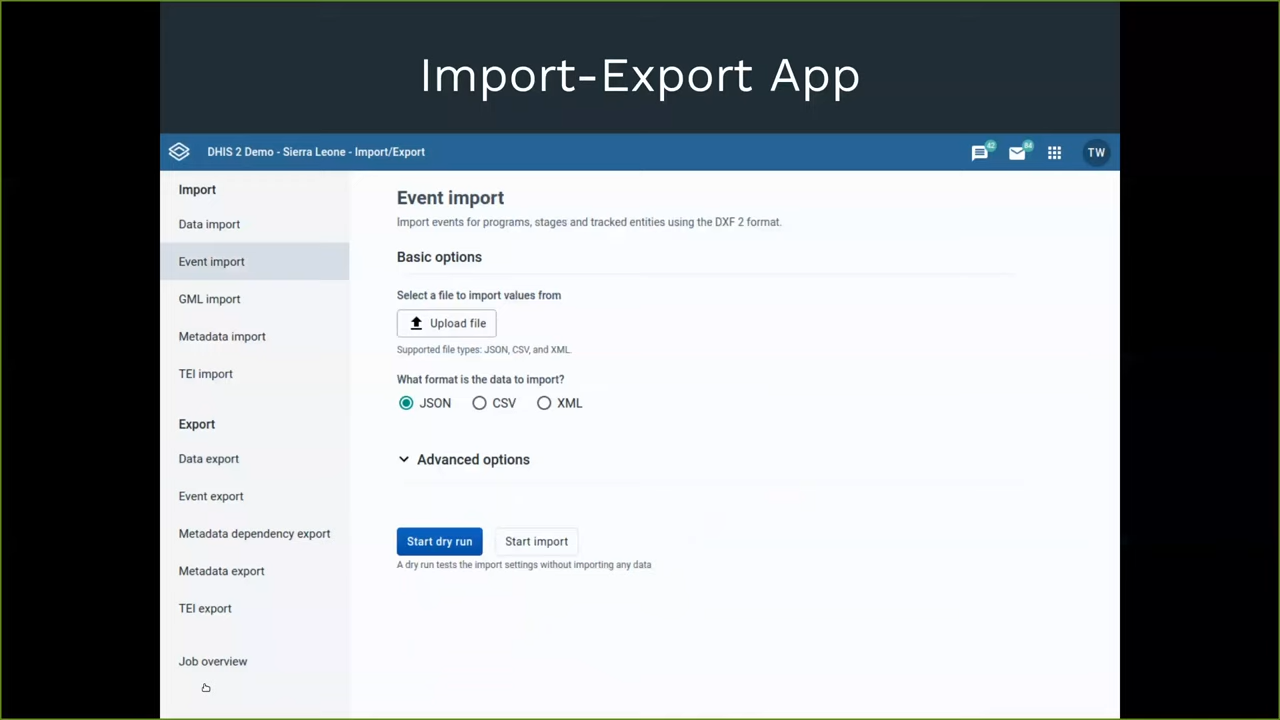 Import-Export App
DHIS 2 Demo - Sierra Leone - Import/Export
42
84
TW
Import
Data import
Event import
GML import
Metadata import
TEI import
Export
Data export
Event export
Metadata dependency export
Metadata export
TEI export
Job overview
Event import
Import events for programs, stages and tracked entities using the DXF 2 format.
Basic options
Select a file to import values from
Upload file
Supported file types: JSON, CSV, and XML.
What format is the data to import?
JSON CSV XML
Advanced options
Start dry run Start import
A dry run tests the import settings without importing any data